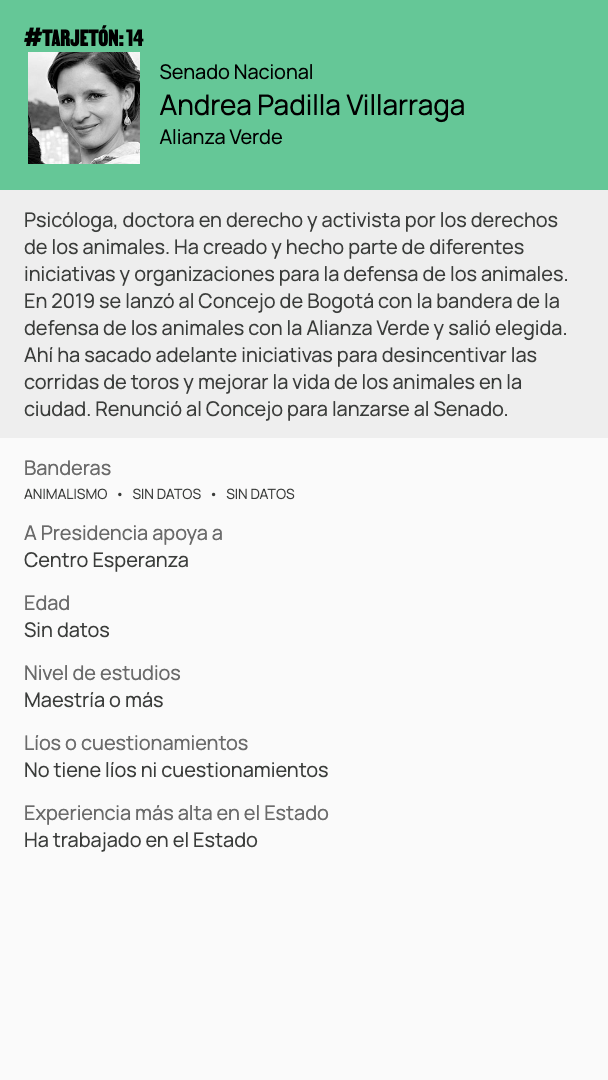 #TARJETÓN: 14
Senado Nacional
Andrea Padilla Villarraga
Alianza Verde
Psicóloga, doctora en derecho y activista por los derechos
de los animales. Ha creado y hecho parte de diferentes
iniciativas y organizaciones para la defensa de los animales.
En 2019 se lanzó al Concejo de Bogotá con la bandera de la
defensa de los animales con la Alianza Verde y salió elegida.
Ahí ha sacado adelante iniciativas para desincentivar las
corridas de toros y mejorar la vida de los animales en la
ciudad. Renunció al Concejo para lanzarse al Senado.
Banderas
ANIMALISMO • SIN DATOS • SIN DATOS
A Presidencia apoya a
Centro Esperanza
Edad
Sin datos
Nivel de estudios
Maestría o más
Líos o cuestionamientos
No tiene líos ni cuestionamientos
Experiencia más alta en el Estado
Ha trabajado en el Estado